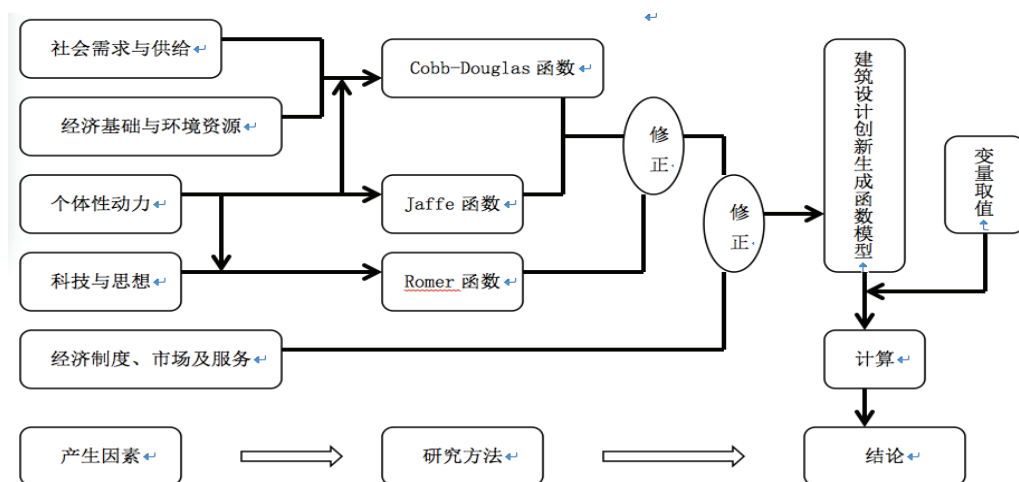 社会需求与供给
Cobb-Douglas 函数
经济基础与环境资源
个体性动力
Jaffe 函数
科技与思想
Romer 函数
经济制度、市场及服务
修
正
修
正
建筑设计创新生成函数模型
变量取值
计算
产生因素
研究方法
结论